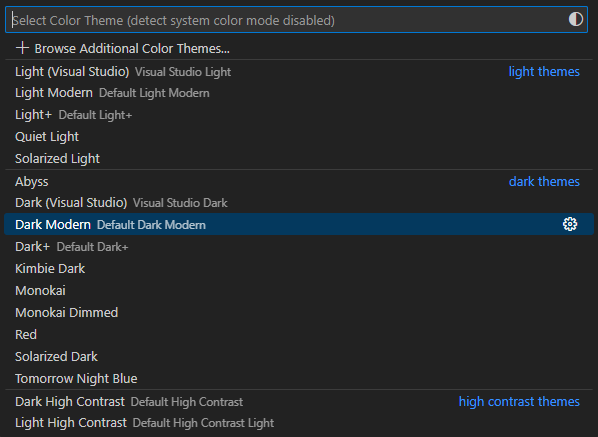 Select Color Theme (detect system color mode disabled)
Browse Additional Color Themes...
Light (Visual Studio) Visual Studio Light light themes
Light Modern Default Light Modern
Light+ Default Light+
Quiet Light
Solarized Light
Abyss dark themes
Dark (Visual Studio) Visual Studio Dark
Dark Modern Default Dark Modern
Dark+ Default Dark+
Kimbie Dark
Monokai
Monokai Dimmed
Red
Solarized Dark
Tomorrow Night Blue
Dark High Contrast Default High Contrast high contrast themes
Light High Contrast Default High Contrast Light